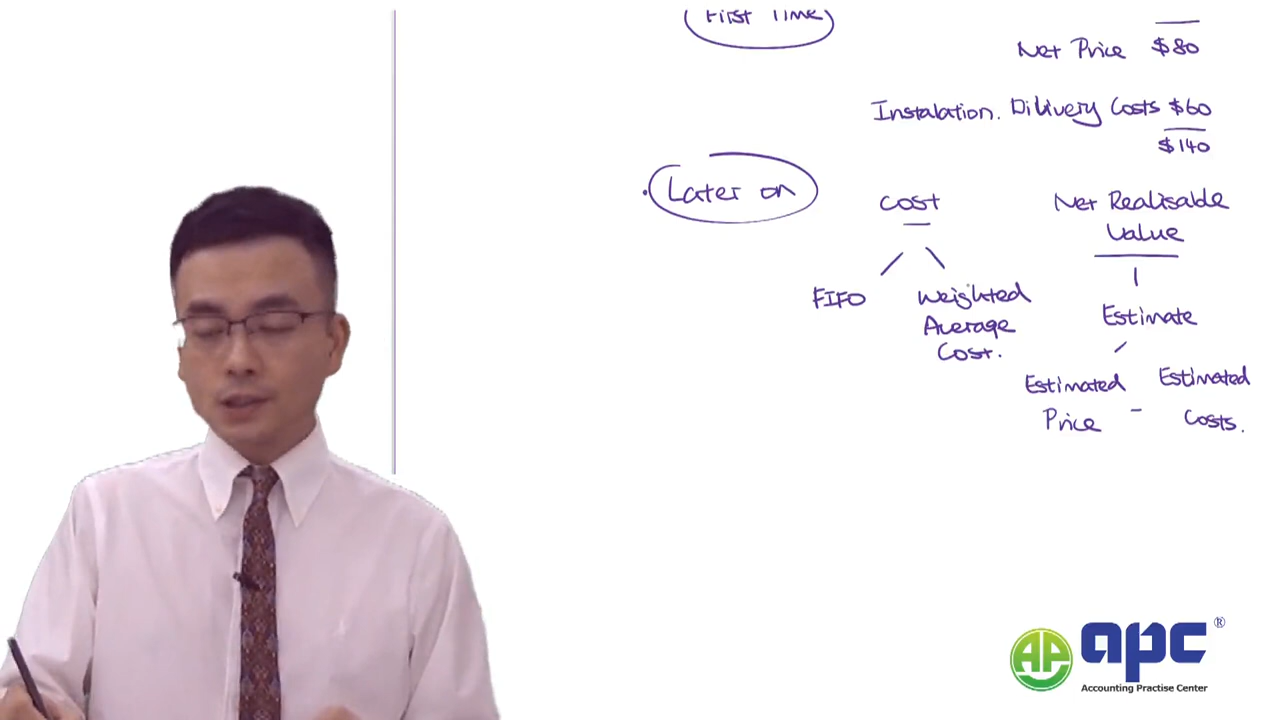 First Time
Net Price $80
Instalation. Dilivery Costs $60
$140
. Later on
Cost
Net Realisable
Value
FIFO
Weighted
Average
Cost.
Estimate
Estimated
Price
-
Estimated
Costs.
AP
apc®
Accounting Practise Center